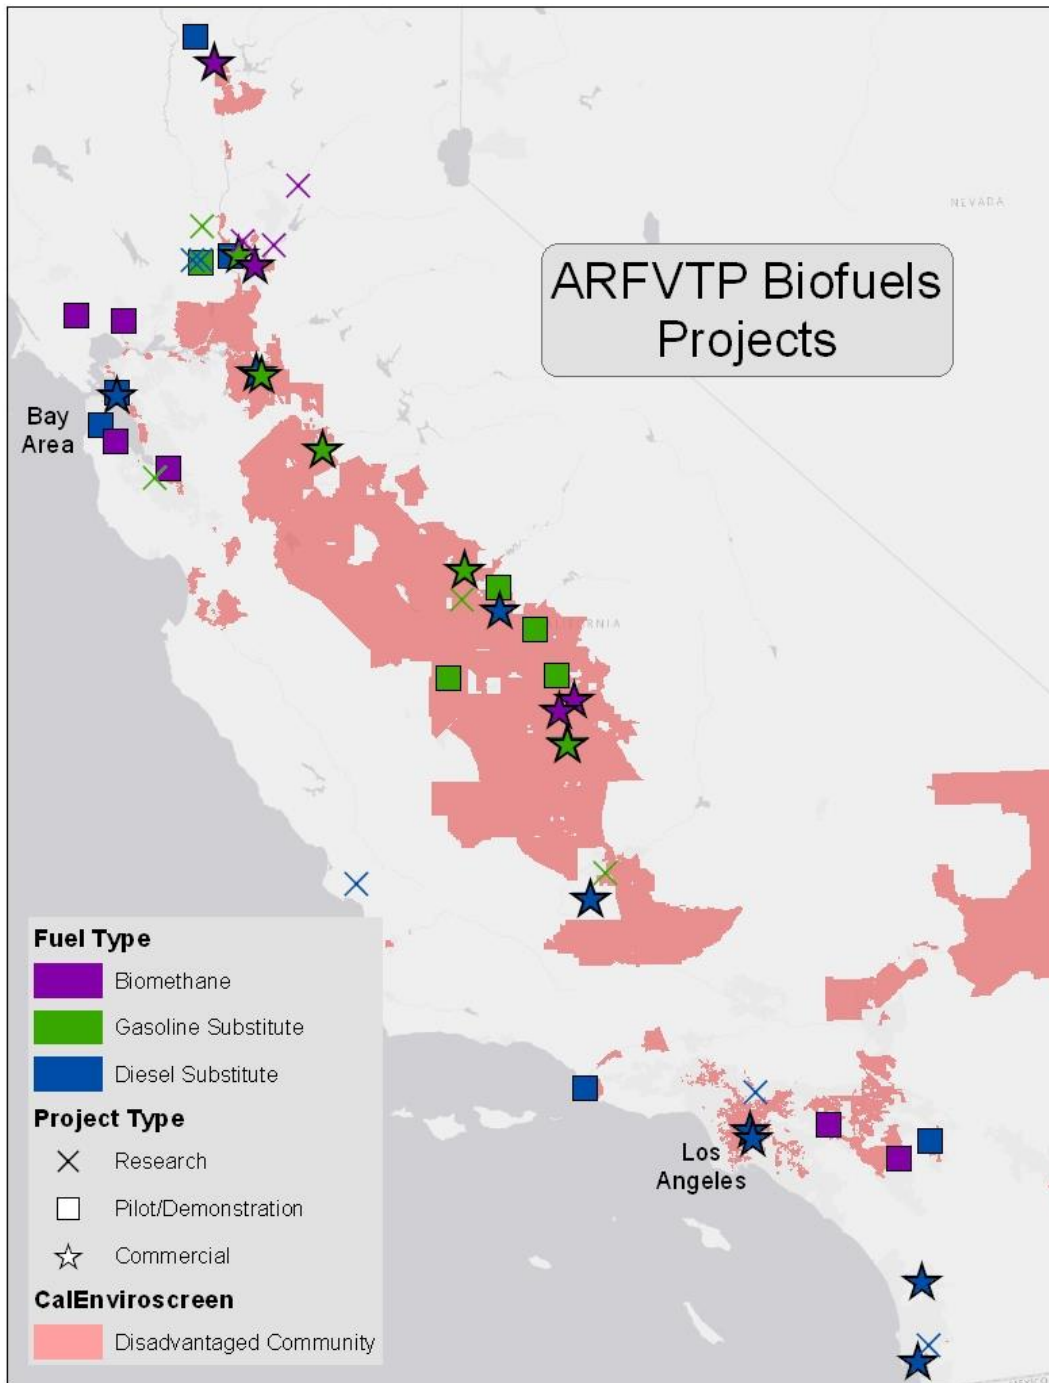 NEVADA
ARFVTP Biofuels
Projects
Bay
Area
Fuel Type
Biomethane
Gasoline Substitute
Diesel Substitute
Project Type
Research
Pilot/Demonstration
Commercial
CalEnviroscreen
Disadvantaged Community
Los
Angeles